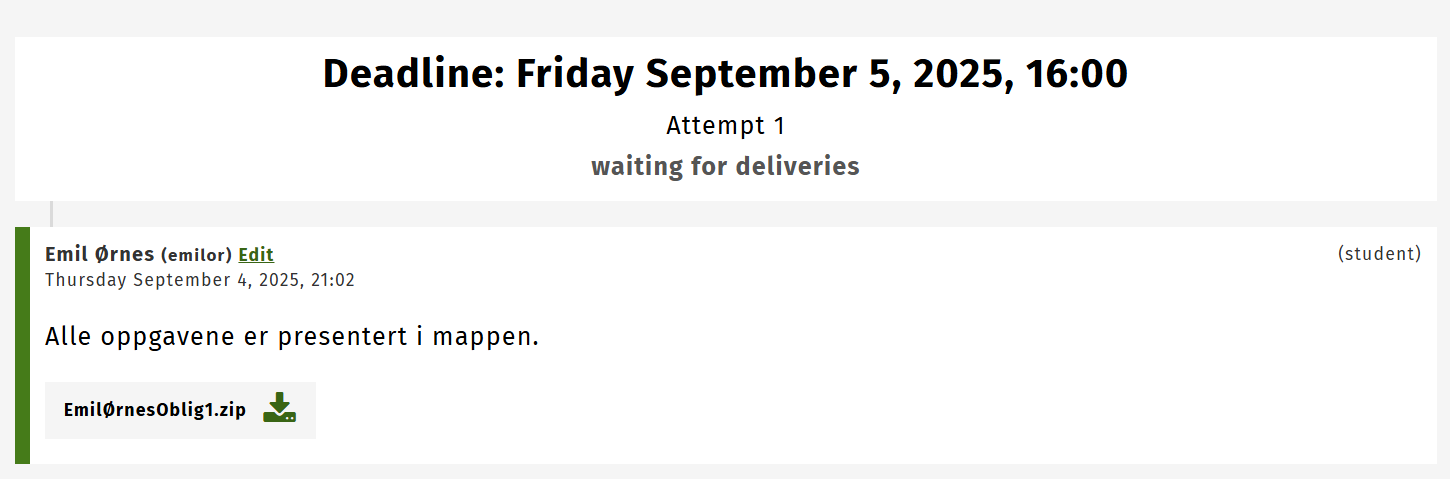 Deadline: Friday September 5, 2025, 16:00
Attempt 1
waiting for deliveries
Emil Ørnes (emilor) Edit
(student)
Thursday September 4, 2025, 21:02
Alle oppgavene er presentert i mappen.
EmilØrnesOblig1.zip